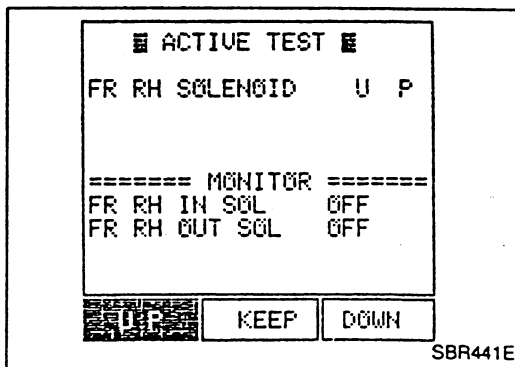 ACTIVE TEST
FR RH SOLENOID U P
======= MONITOR =======
FR RH IN SOL OFF
FR RH OUT SOL OFF
UP KEEP DOWN
SBR441E